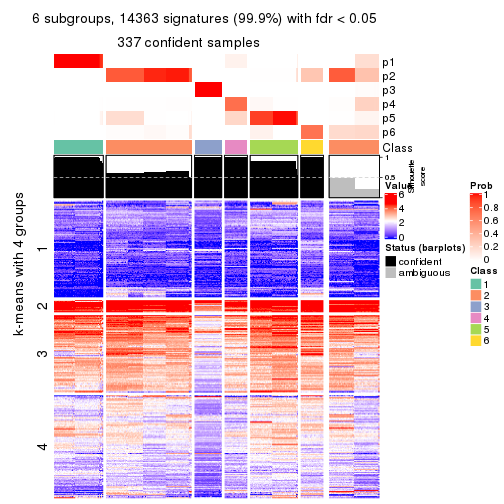 6 subgroups, 14363 signatures (99.9%) with fdr < 0.05
337 confident samples
p1
p2
p3
p4
p5
p6
Class
1
0.5
0
Silhouette
score
k-means with 4 groups
1
2
3
4
Value
6
4
2
0
Status (barplots)
confident
ambiguous
Prob
1
0.8
0.6
0.4
0.2
0
Class
1
2
3
4
5
6